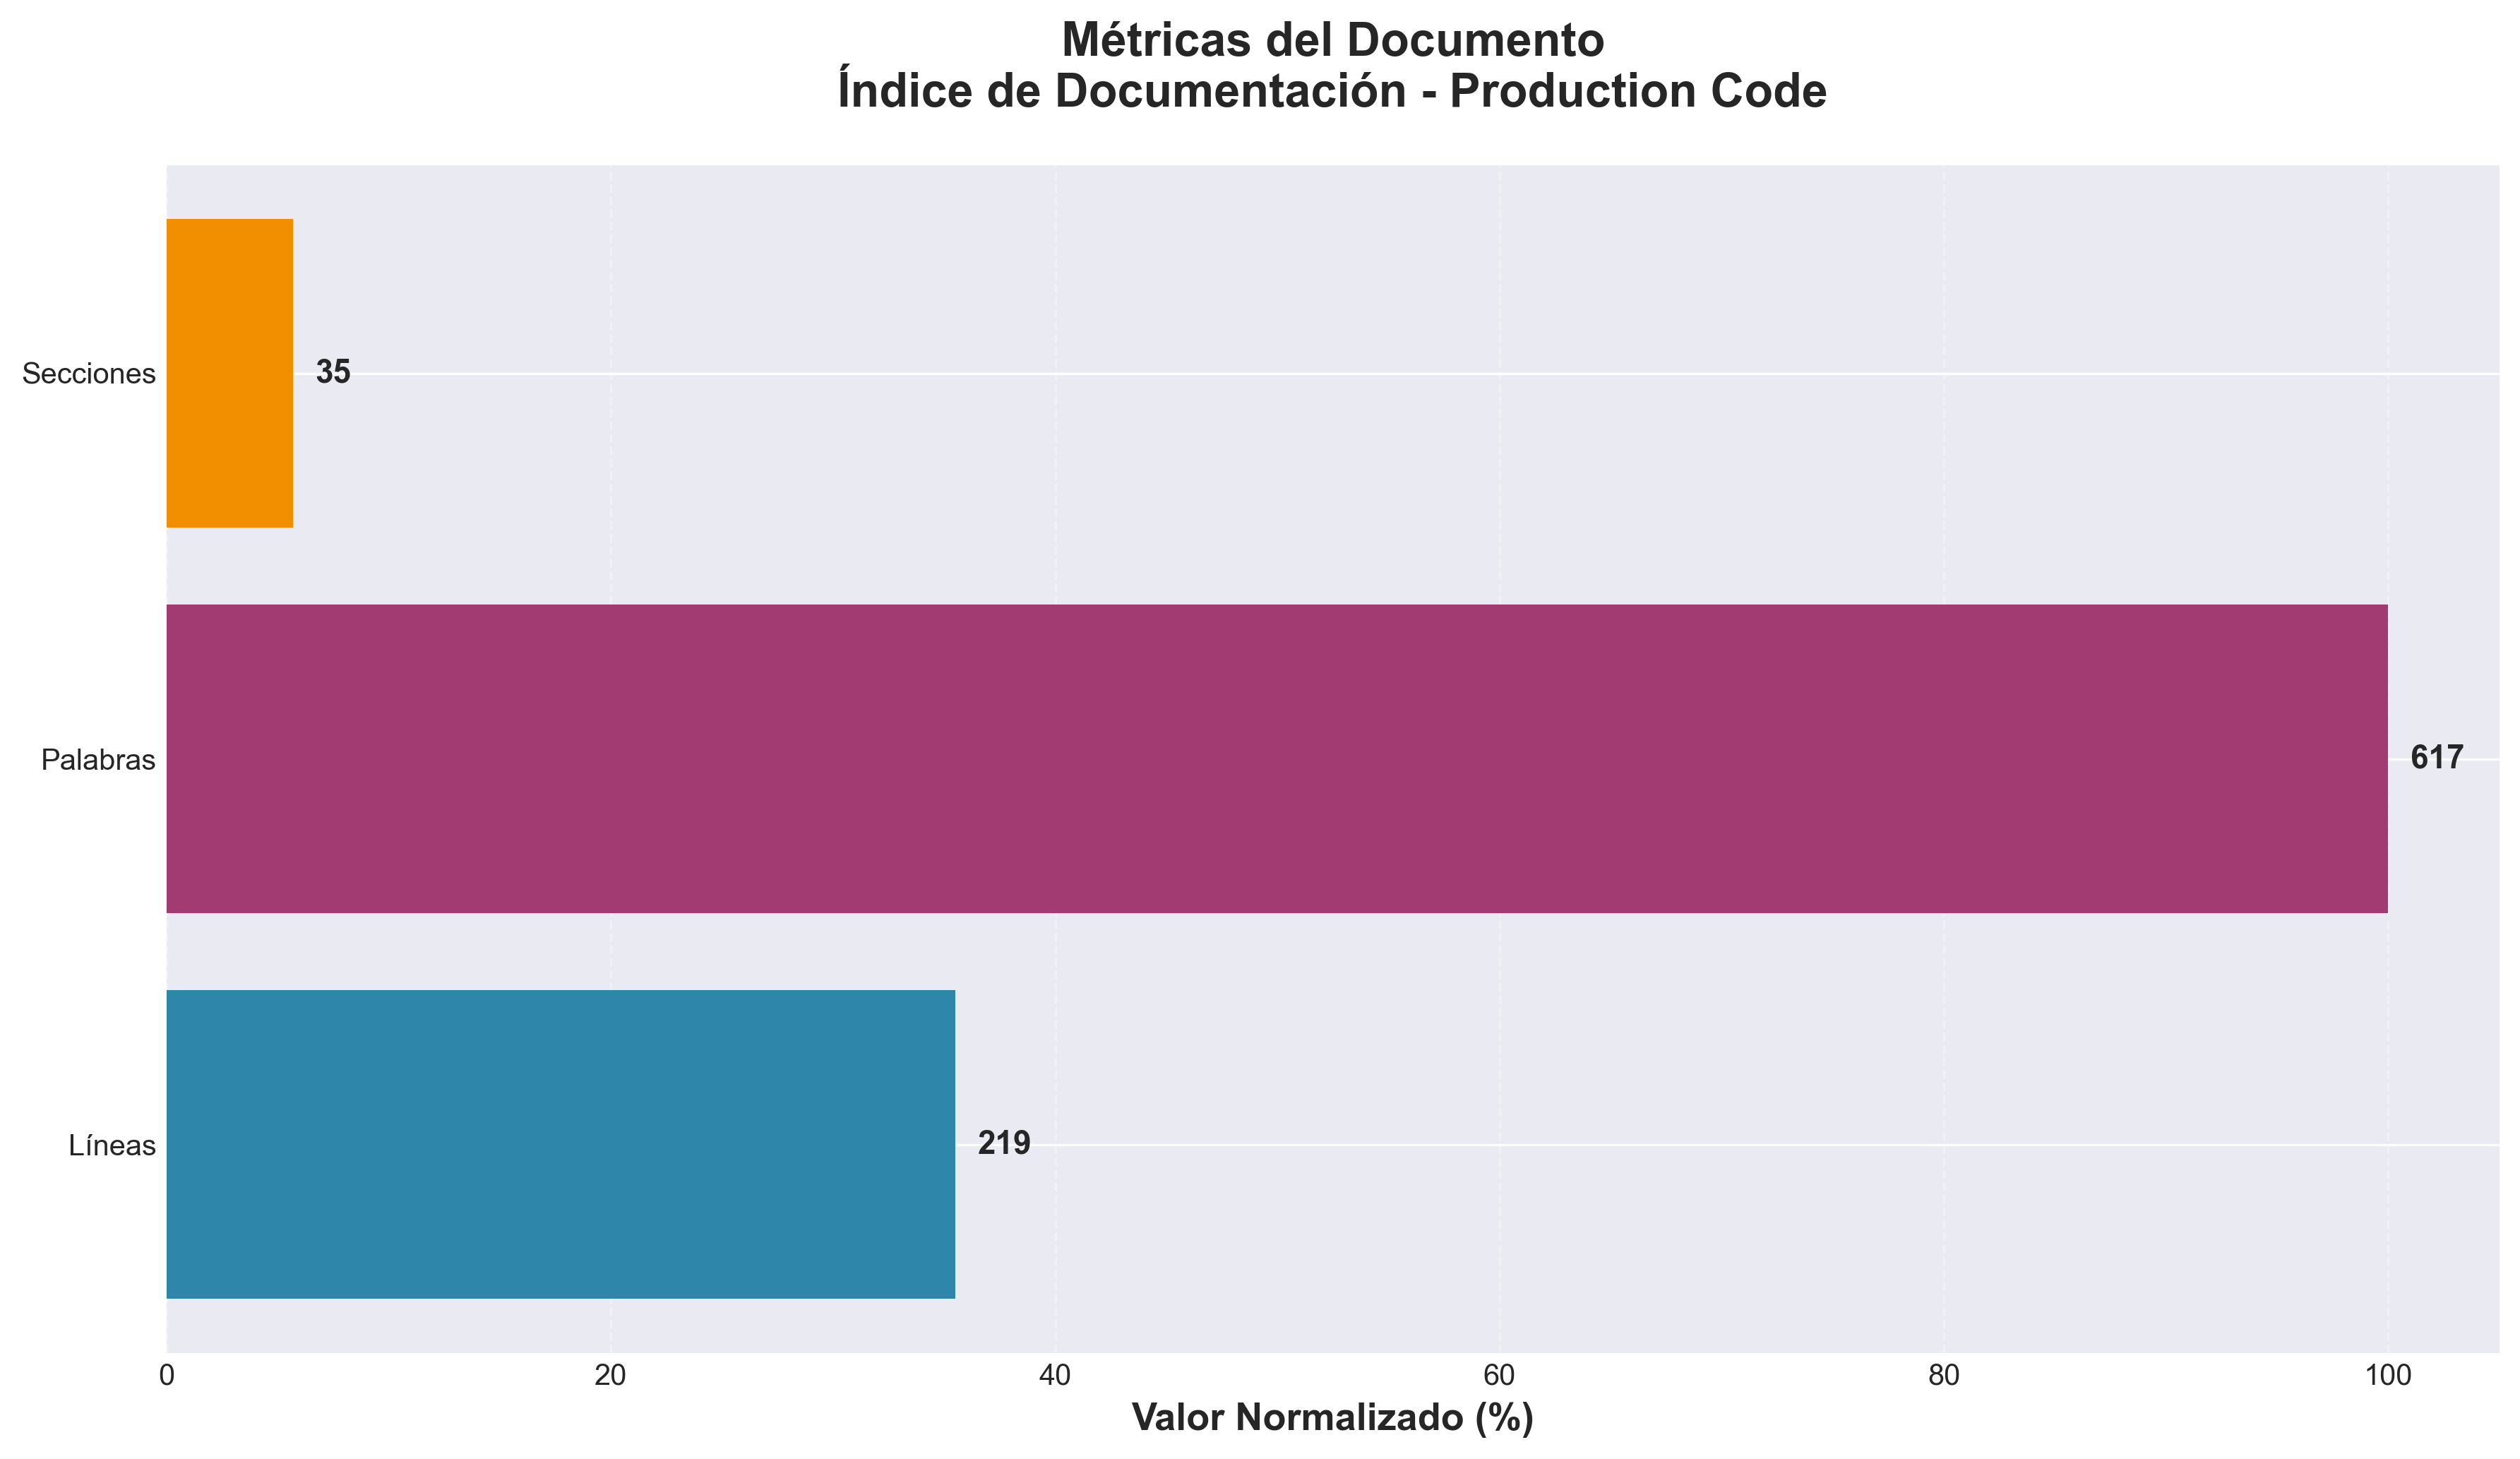 Métricas del Documento
Índice de Documentación - Production Code
Secciones
35
Palabras
617
Líneas
219
0 20 40 60 80 100
Valor Normalizado (%)